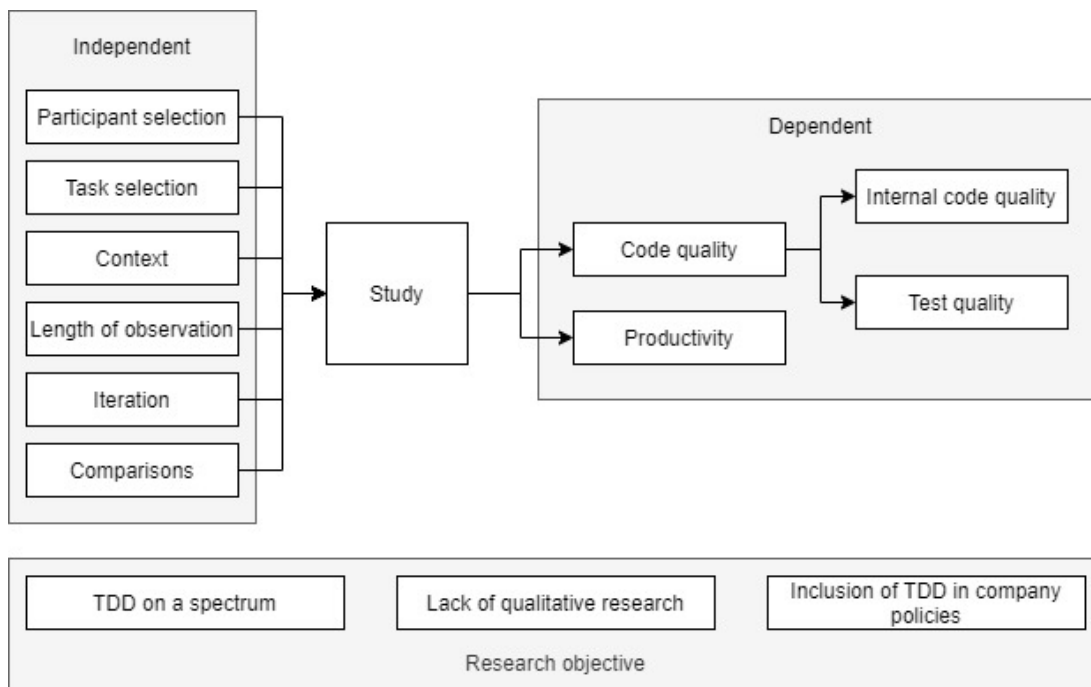 Independent
Participant selection
Task selection
Context
Length of observation
Iteration
Comparisons
Study
Dependent
Code quality
Productivity
Internal code quality
Test quality
TDD on a spectrum
Lack of qualitative research
Inclusion of TDD in company
policies
Research objective